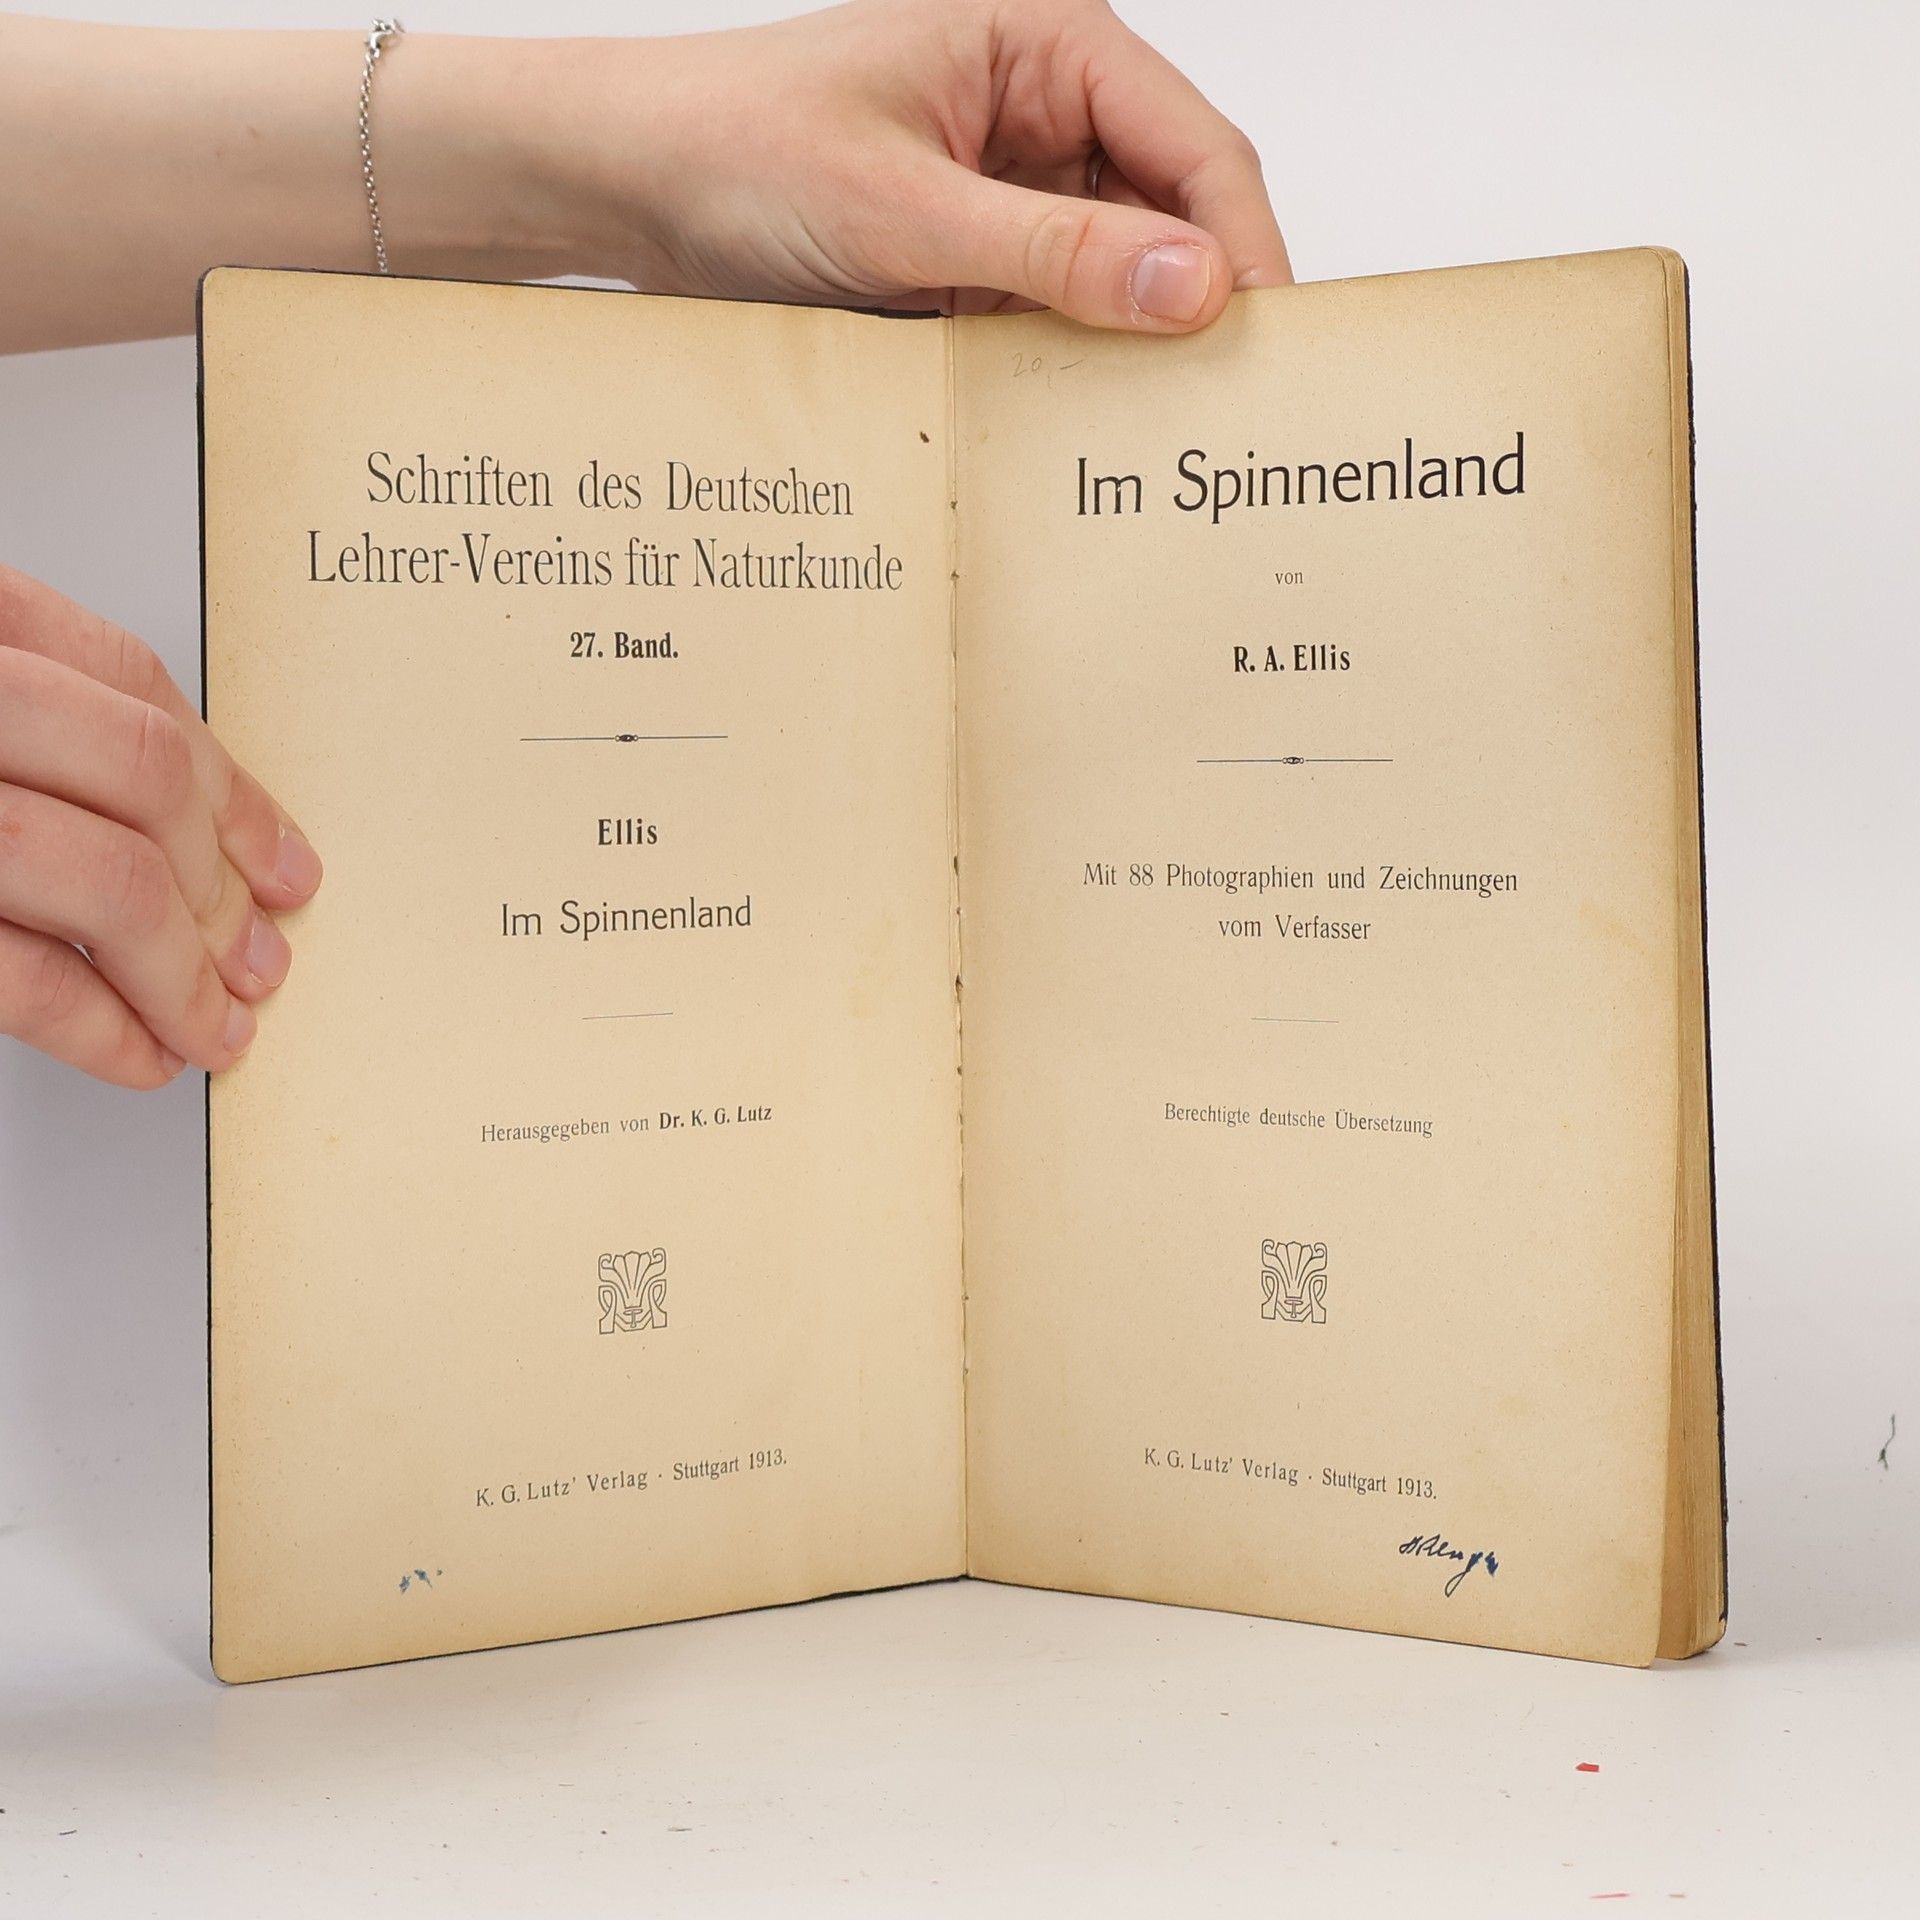 Schriften des Deutschen
Lehrer-Vereins für Naturkunde
27. Band.
Ellis
Im Spinnenland
Herausgegeben von Dr. K. G. Lutz
K. G. Lutz' Verlag · Stuttgart 1913.
20,–
Im Spinnenland
von
R. A. Ellis
Mit 88 Photographien und Zeichnungen
vom Verfasser
Berechtigte deutsche Übersetzung
K. G. Lutz' Verlag · Stuttgart 1913.